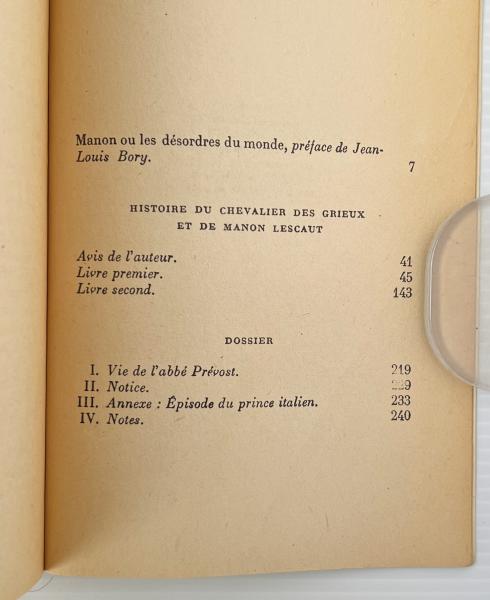 Manon ou les désordres du monde, préface de Jean-
Louis Bory. 7
HISTOIRE DU CHEVALIER DES GRIEUX
ET DE MANON LESCAUT
Avis de l'auteur. 41
Livre premier. 45
Livre second. 143
DOSSIER
I. Vie de l'abbé Prévost. 219
II. Notice.
III. Annexe : Épisode du prince italien. 233
IV. Notes. 240